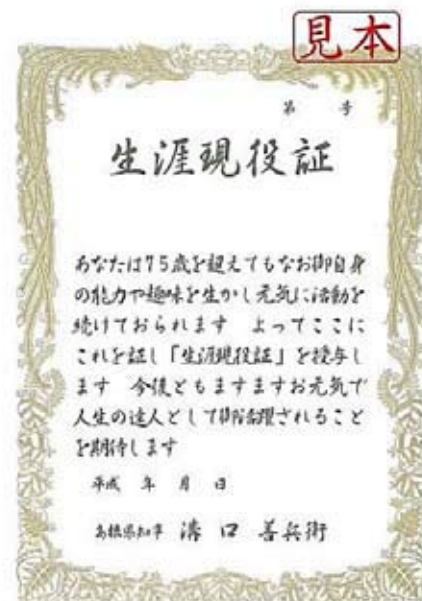 見本
第　号
生涯現役証
あなたは75歳を超えてもなお御自身
の能力や趣味を生かし元気に活動を
続けておられます　よってここに
これを証し「生涯現役証」を授与し
ます　今後ともますますお元気で
人生の達人として御活躍されること
を期待します
平成　年　月　日
島根県知事　溝口　善兵衛